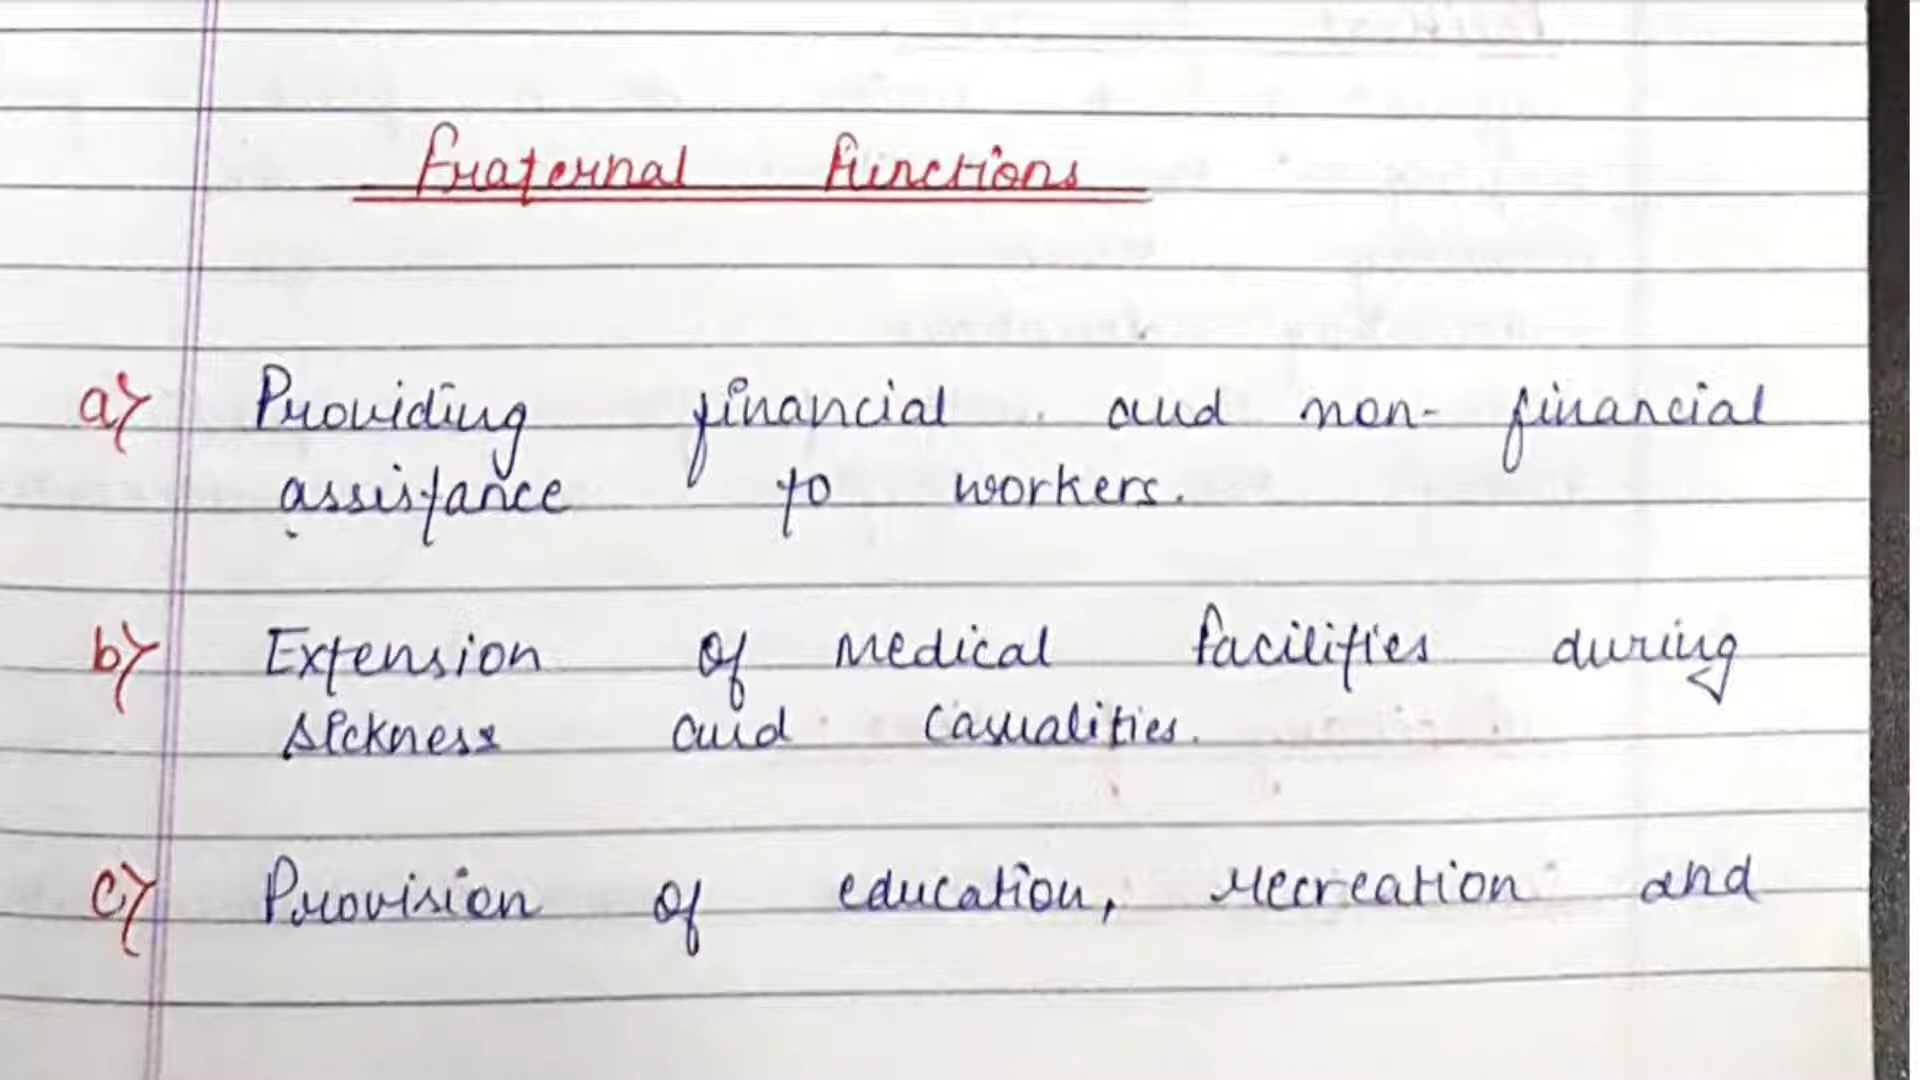 Fraternal Functions
a) Providing financial and non-financial
assistance to workers.
b) Extension of Medical facilities during
sickness and casualities.
c) Provision of education, recreation and